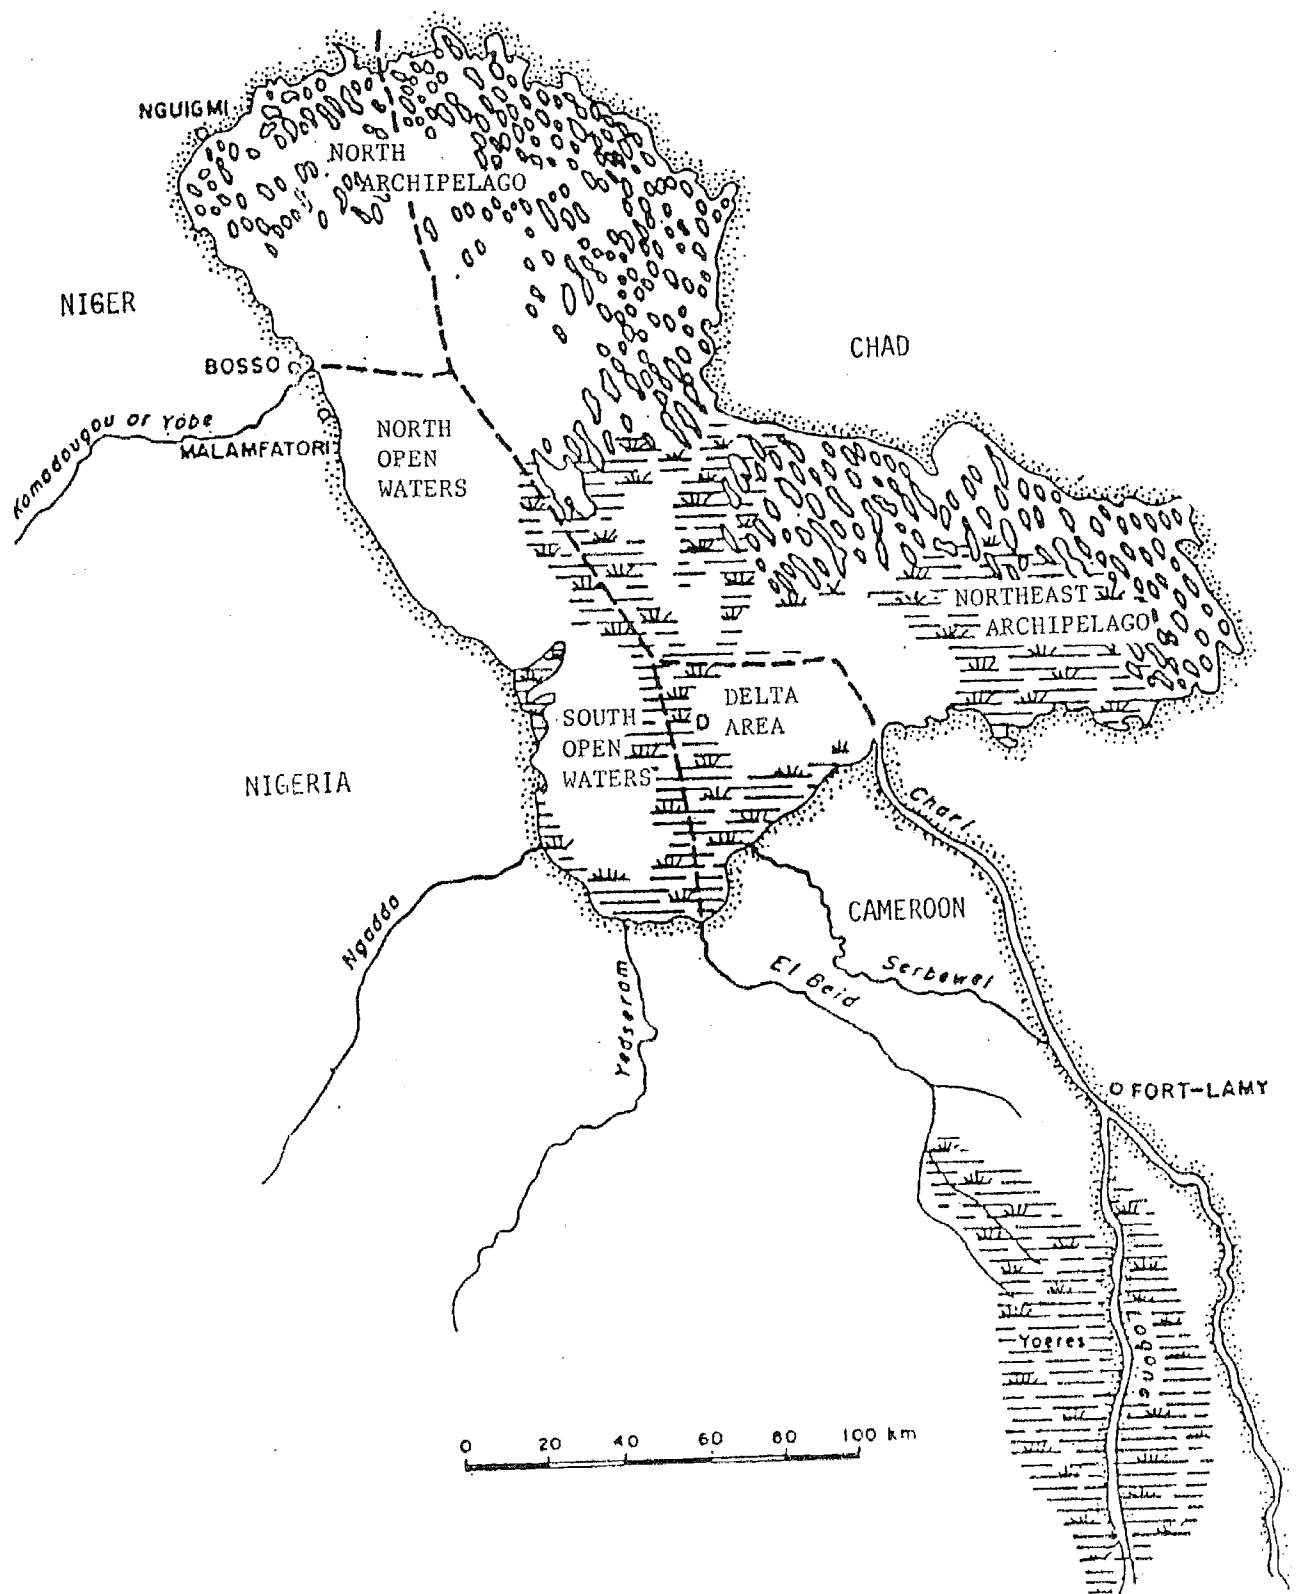 NGUIGMI
NORTH
ARCHIPELAGO
NIGER
CHAD
BOSSO
Komadougou or Yobe
MALAMFATORI
NORTH
OPEN
WATERS
NORTHEAST
ARCHIPELAGO
DELTA
AREA
SOUTH
OPEN
WATERS
NIGERIA
Chari
CAMEROON
Ngadda
Serbewel
El Beid
Yedseram
FORT-LAMY
Logone
Yaeres
0 20 40 60 80 100 km